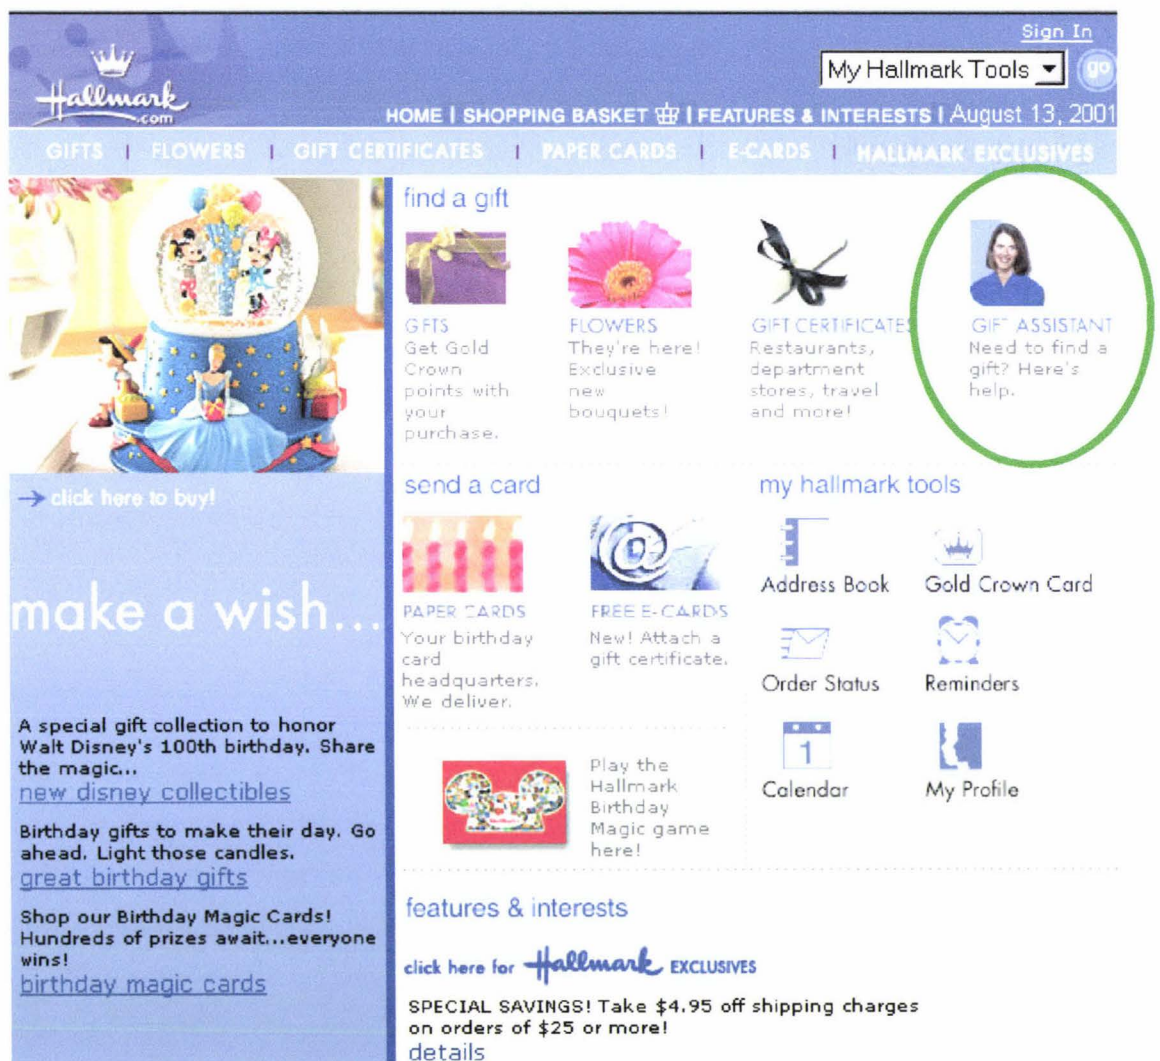 Sign In
Hallmark
.com
My Hallmark Tools
go
HOME | SHOPPING BASKET | FEATURES & INTERESTS | August 13, 2001
GIFTS | FLOWERS | GIFT CERTIFICATES | PAPER CARDS | E-CARDS | HALLMARK EXCLUSIVES
click here to buy!
make a wish...
A special gift collection to honor
Walt Disney's 100th birthday. Share
the magic...
new disney collectibles
Birthday gifts to make their day. Go
ahead. Light those candles.
great birthday gifts
Shop our Birthday Magic Cards!
Hundreds of prizes await...everyone
wins!
birthday magic cards
find a gift
GIFTS
Get Gold
Crown
points with
your
purchase.
FLOWERS
They're here!
Exclusive
new
bouquets!
GIFT CERTIFICATES
Restaurants,
department
stores, travel
and more!
GIFT ASSISTANT
Need to find a
gift? Here's
help.
send a card
PAPER CARDS
Your birthday
card
headquarters.
We deliver.
@
FREE E-CARDS
New! Attach a
gift certificate.
Play the
Hallmark
Birthday
Magic game
here!
my hallmark tools
Address Book
Gold Crown Card
Order Status
Reminders
1
Calendar
My Profile
features & interests
click here for Hallmark EXCLUSIVES
SPECIAL SAVINGS! Take $4.95 off shipping charges
on orders of $25 or more!
details